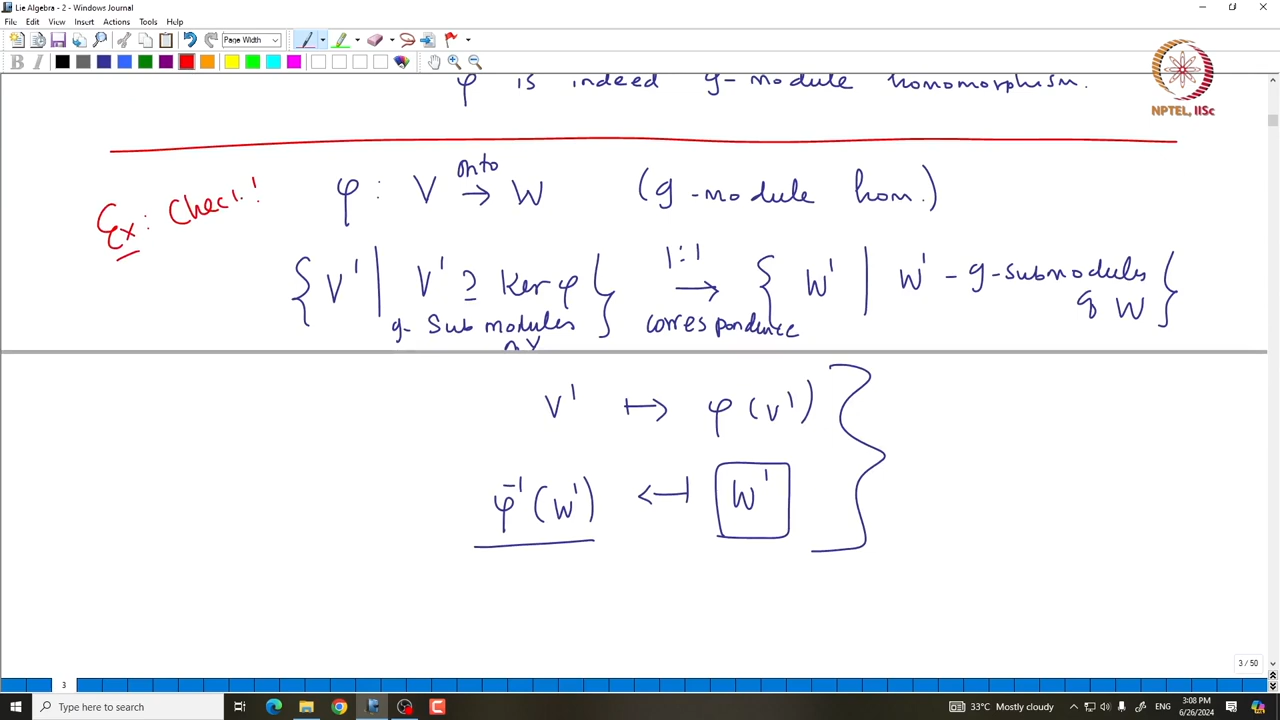 Lie Algebra - 2 - Windows Journal
File Edit View Insert Actions Tools Help
Page Width
B I
φ is indeed g-module homomorphism.
NPTEL, IISc
Ex: Check!
φ : V onto → W (g-module hom.)
{ V' | V' ⊇ Ker φ } 1:1 → { W' | W' - g-submodules
g- Submodules correspondence of W }
of V
V' ↦ φ(V')
φ⁻¹(W') ↤ W'
3 / 50
3
Type here to search
33°C Mostly cloudy
ENG
3:08 PM
6/26/2024